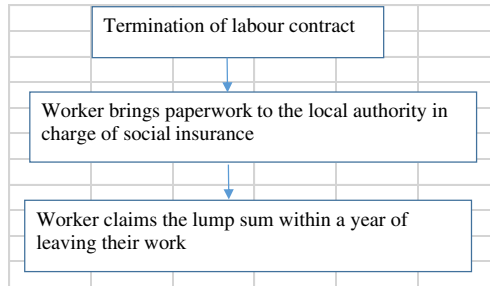 Termination of labour contract
Worker brings paperwork to the local authority in
charge of social insurance
Worker claims the lump sum within a year of
leaving their work